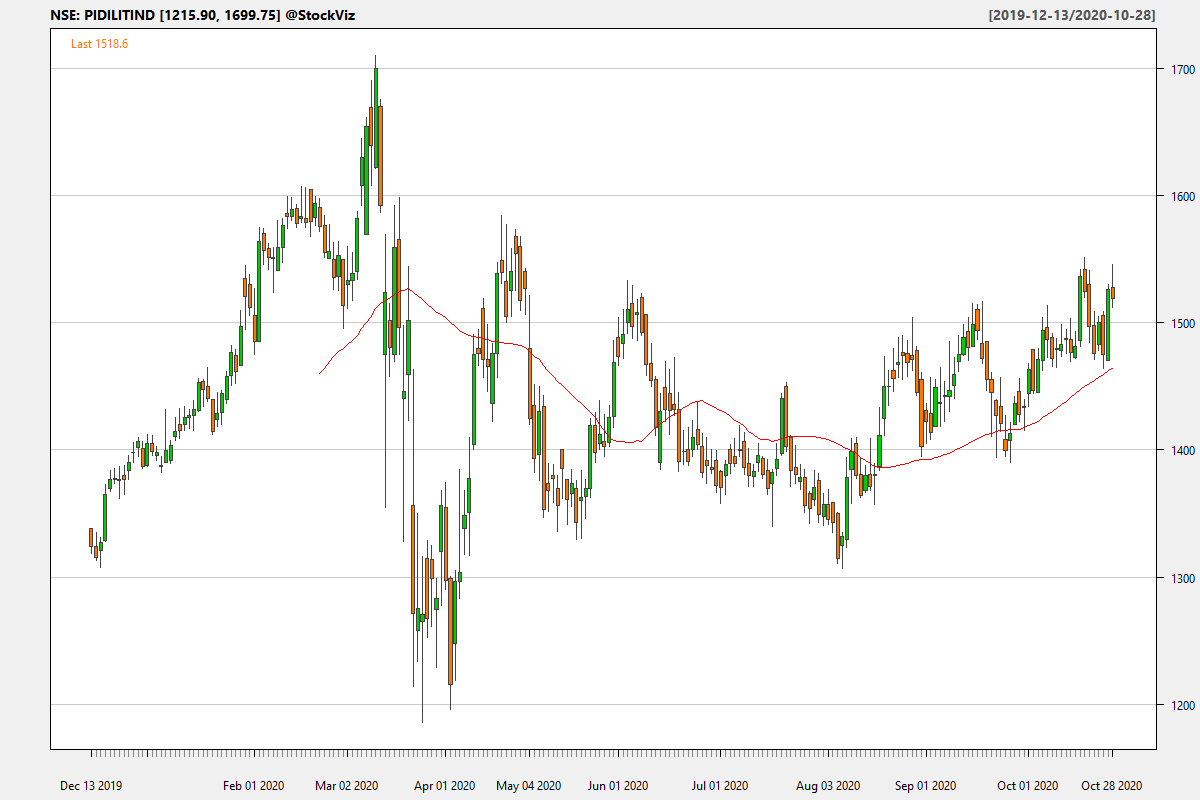 NSE: PIDILITIND [1215.90, 1699.75] @StockViz [2019-12-13/2020-10-28]
Last 1518.6
1700
1600
1500
1400
1300
1200
Dec 13 2019 Feb 01 2020 Mar 02 2020 Apr 01 2020 May 04 2020 Jun 01 2020 Jul 01 2020 Aug 03 2020 Sep 01 2020 Oct 01 2020 Oct 28 2020